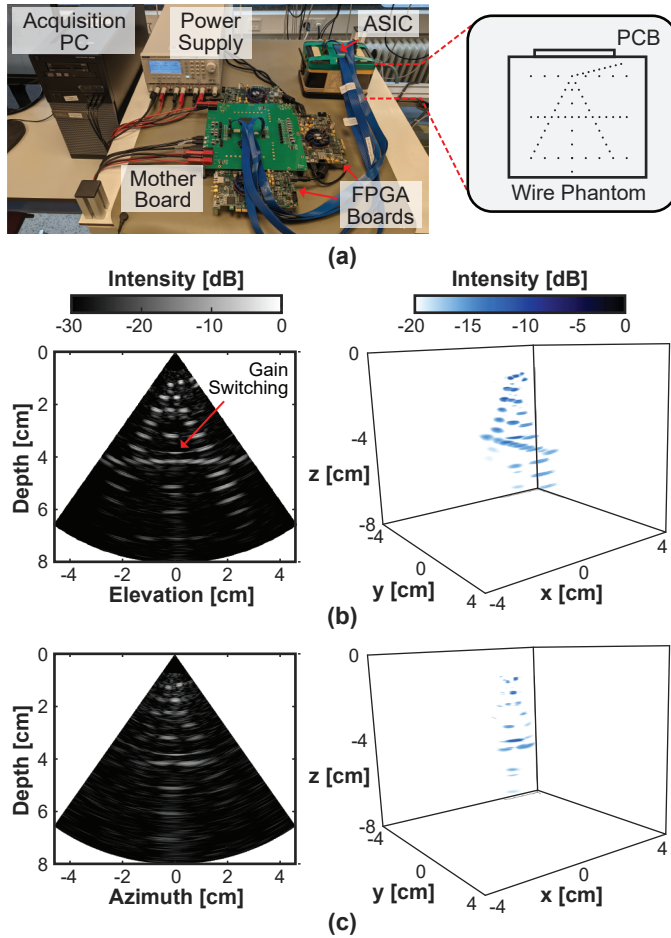 Acquisition
PC
Power
Supply
ASIC
PCB
Mother
Board
FPGA
Boards
Wire Phantom
(a)
Intensity [dB]
-30
-20
-10
0
Intensity [dB]
-20
-15
-10
-5
0
0
2
4
6
8
Depth [cm]
Gain
Switching
-4
-2
0
2
4
Elevation [cm]
0
-4
-8
z [cm]
-4
0
4
y [cm]
-4
0
4
x [cm]
(b)
0
2
4
6
8
Depth [cm]
-4
-2
0
2
4
Azimuth [cm]
0
-4
-8
z [cm]
-4
0
4
y [cm]
-4
0
4
x [cm]
(c)